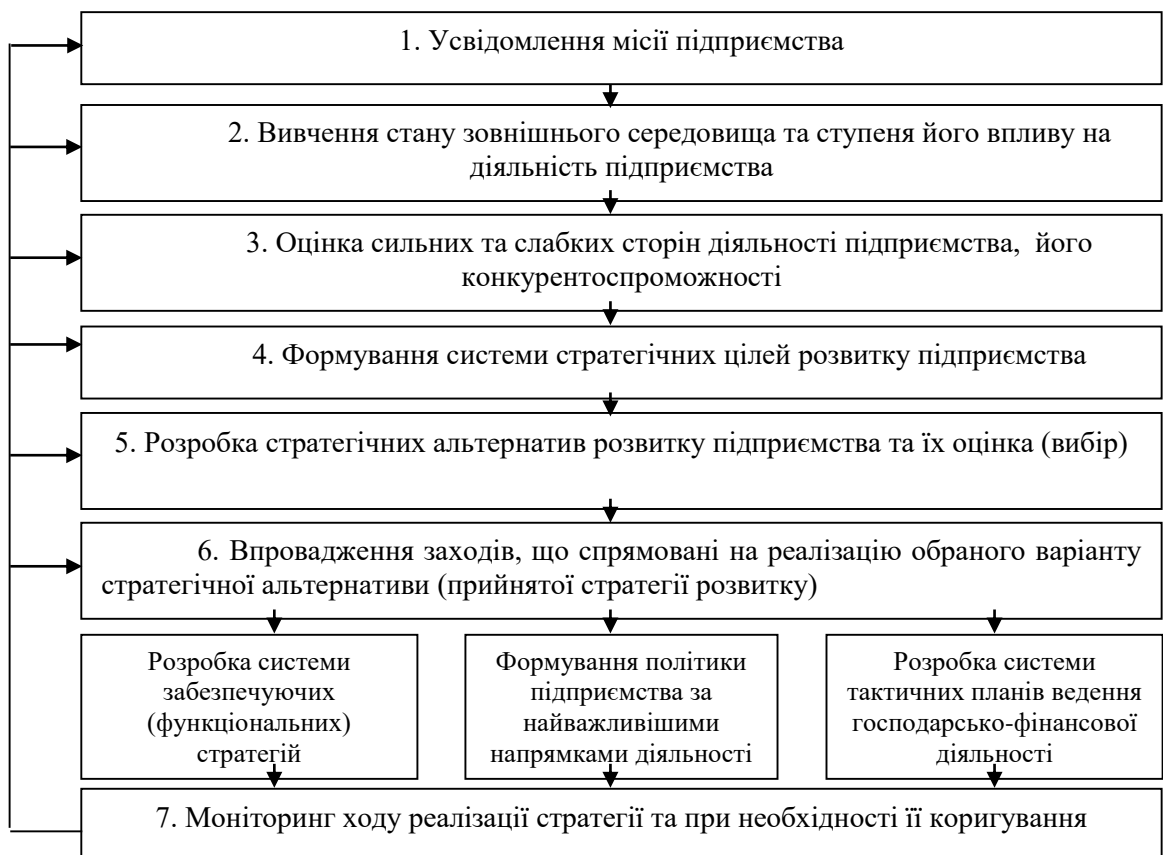 1. Усвідомлення місії підприємства
2. Вивчення стану зовнішнього середовища та ступеня його впливу на
діяльність підприємства
3. Оцінка сильних та слабких сторін діяльності підприємства, його
конкурентоспроможності
4. Формування системи стратегічних цілей розвитку підприємства
5. Розробка стратегічних альтернатив розвитку підприємства та їх оцінка (вибір)
6. Впровадження заходів, що спрямовані на реалізацію обраного варіанту
стратегічної альтернативи (прийнятої стратегії розвитку)
Розробка системи
забезпечуючих
(функціональних)
стратегій
Формування політики
підприємства за
найважливішими
напрямками діяльності
Розробка системи
тактичних планів ведення
господарсько-фінансової
діяльності
7. Моніторинг ходу реалізації стратегії та при необхідності її коригування